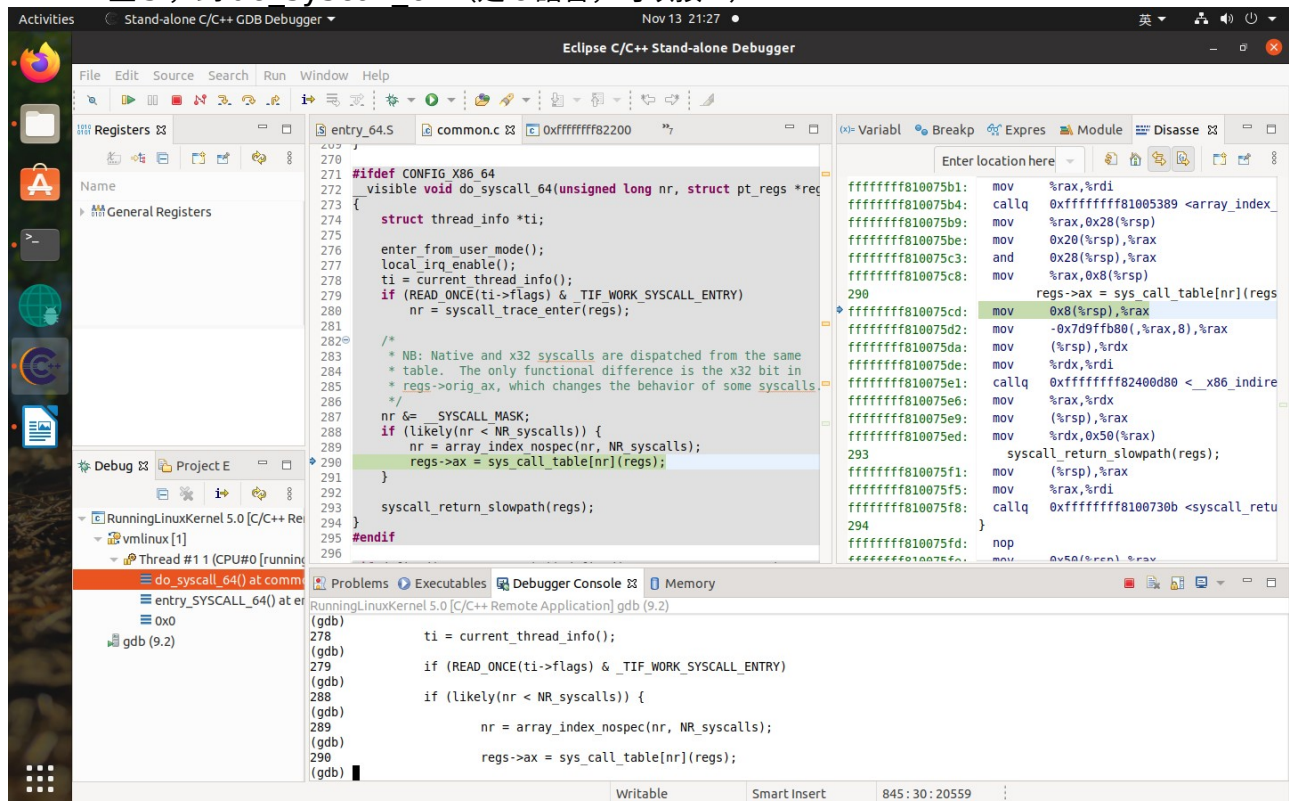 Activities Stand-alone C/C++ GDB Debugger Nov 13 21:27 英
Eclipse C/C++ Stand-alone Debugger
File Edit Source Search Run Window Help
Registers
Name
General Registers
entry_64.S common.c 0xffffffff82200 »7
270
271 #ifdef CONFIG_X86_64
272 __visible void do_syscall_64(unsigned long nr, struct pt_regs *reg
273 {
274 struct thread_info *ti;
275
276 enter_from_user_mode();
277 local_irq_enable();
278 ti = current_thread_info();
279 if (READ_ONCE(ti->flags) & _TIF_WORK_SYSCALL_ENTRY)
280 nr = syscall_trace_enter(regs);
281
282 /*
283 * NB: Native and x32 syscalls are dispatched from the same
284 * table. The only functional difference is the x32 bit in
285 * regs->orig_ax, which changes the behavior of some syscalls.
286 */
287 nr &= __SYSCALL_MASK;
288 if (likely(nr < NR_syscalls)) {
289 nr = array_index_nospec(nr, NR_syscalls);
290 regs->ax = sys_call_table[nr](regs);
291 }
292
293 syscall_return_slowpath(regs);
294 }
295 #endif
296
Variabl Breakp Expres Module Disasse
Enter location here
ffffffff810075b1: mov %rax,%rdi
ffffffff810075b4: callq 0xffffffff81005389 <array_index_
ffffffff810075b9: mov %rax,0x28(%rsp)
ffffffff810075be: mov 0x20(%rsp),%rax
ffffffff810075c3: and 0x28(%rsp),%rax
ffffffff810075c8: mov %rax,0x8(%rsp)
290 regs->ax = sys_call_table[nr](regs
ffffffff810075cd: mov 0x8(%rsp),%rax
ffffffff810075d2: mov -0x7d9ffb80(,%rax,8),%rax
ffffffff810075da: mov (%rsp),%rdx
ffffffff810075de: mov %rdx,%rdi
ffffffff810075e1: callq 0xffffffff82400d80 <__x86_indire
ffffffff810075e6: mov %rax,%rdx
ffffffff810075e9: mov (%rsp),%rax
ffffffff810075ed: mov %rdx,0x50(%rax)
293 syscall_return_slowpath(regs);
ffffffff810075f1: mov (%rsp),%rax
ffffffff810075f5: mov %rax,%rdi
ffffffff810075f8: callq 0xffffffff8100730b <syscall_retu
294 }
ffffffff810075fd: nop
Debug Project E
RunningLinuxKernel 5.0 [C/C++ Re
vmlinux [1]
Thread #1 1 (CPU#0 [running
do_syscall_64() at commo
entry_SYSCALL_64() at er
0x0
gdb (9.2)
Problems Executables Debugger Console Memory
RunningLinuxKernel 5.0 [C/C++ Remote Application] gdb (9.2)
(gdb)
278 ti = current_thread_info();
(gdb)
279 if (READ_ONCE(ti->flags) & _TIF_WORK_SYSCALL_ENTRY)
(gdb)
288 if (likely(nr < NR_syscalls)) {
(gdb)
289 nr = array_index_nospec(nr, NR_syscalls);
(gdb)
290 regs->ax = sys_call_table[nr](regs);
(gdb)
Writable Smart Insert 845 : 30 : 20559